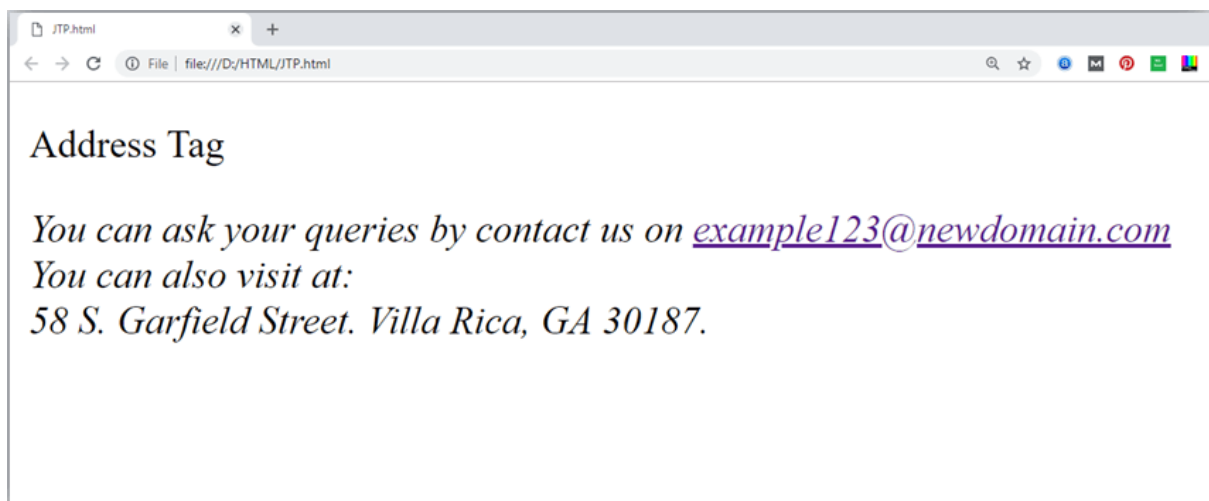 JTP.html
File | file:///D:/HTML/JTP.html
Address Tag
You can ask your queries by contact us on example123@newdomain.com
You can also visit at:
58 S. Garfield Street. Villa Rica, GA 30187.